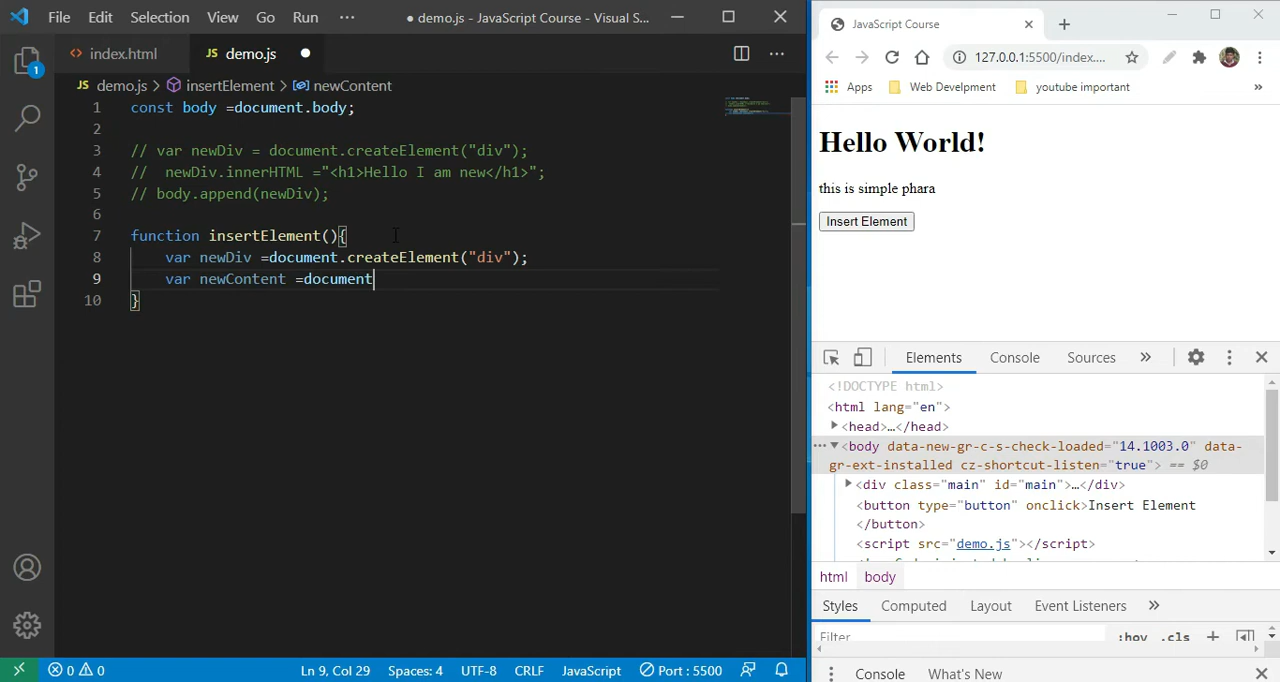 File Edit Selection View Go Run ··· ● demo.js - JavaScript Course - Visual S...
index.html JS demo.js ●
JS demo.js > insertElement > newContent
1 const body =document.body;
2
3 // var newDiv = document.createElement("div");
4 //  newDiv.innerHTML ="<h1>Hello I am new</h1>";
5 // body.append(newDiv);
6
7 function insertElement(){
8 var newDiv =document.createElement("div");
9 var newContent =document
10 }
1
0 0 Ln 9, Col 29 Spaces: 4 UTF-8 CRLF JavaScript Port : 5500
JavaScript Course
127.0.0.1:5500/index....
Apps Web Develpment youtube important »
Hello World!
this is simple phara
Insert Element
Elements Console Sources »
<!DOCTYPE html>
<html lang="en">
<head>…</head>
<body data-new-gr-c-s-check-loaded="14.1003.0" data-
gr-ext-installed cz-shortcut-listen="true"> == $0
<div class="main" id="main">…</div>
<button type="button" onclick>Insert Element
</button>
<script src="demo.js"></script>
html body
Styles Computed Layout Event Listeners »
Filter :hov .cls +
Console What's New